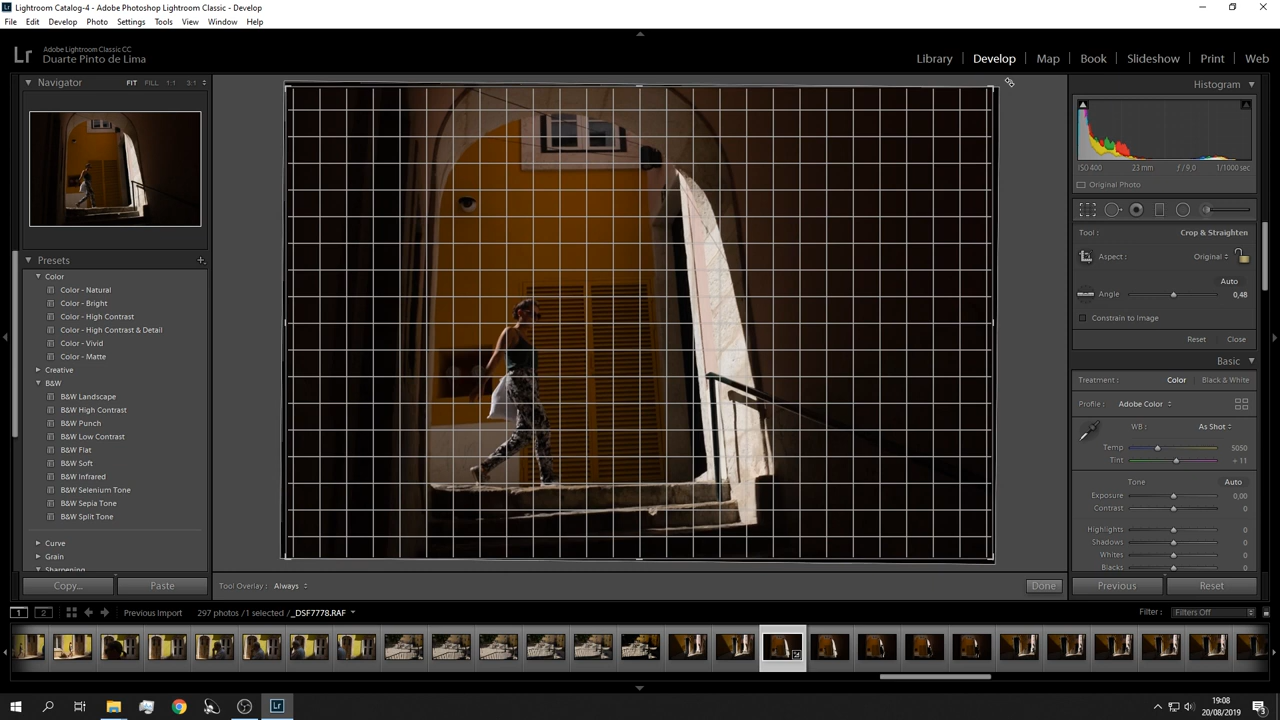 Lightroom Catalog-4 - Adobe Photoshop Lightroom Classic - Develop
File Edit Develop Photo Settings Tools View Window Help
Lr
Adobe Lightroom Classic CC
Duarte Pinto de Lima
Library | Develop | Map | Book | Slideshow | Print | Web
Navigator FIT FILL 1:1 3:1
Presets
Color
Color - Natural
Color - Bright
Color - High Contrast
Color - High Contrast & Detail
Color - Vivid
Color - Matte
Creative
B&W
B&W Landscape
B&W High Contrast
B&W Punch
B&W Low Contrast
B&W Flat
B&W Soft
B&W Infrared
B&W Selenium Tone
B&W Sepia Tone
B&W Split Tone
Curve
Grain
Sharpening
Copy... Paste
Tool Overlay : Always
Done
Histogram
ISO 400 23 mm ƒ / 9,0 1/1000 sec
Original Photo
Tool : Crop & Straighten
Aspect : Original
Auto
Angle 0,48
Constrain to Image
Reset Close
Basic
Treatment : Color Black & White
Profile : Adobe Color
WB : As Shot
Temp 5050
Tint + 11
Tone Auto
Exposure 0,00
Contrast 0
Highlights 0
Shadows 0
Whites 0
Blacks 0
Previous Reset
1 2 Previous Import 297 photos / 1 selected / _DSF7778.RAF
Filter : Filters Off
Lr
19:08
20/08/2019
3